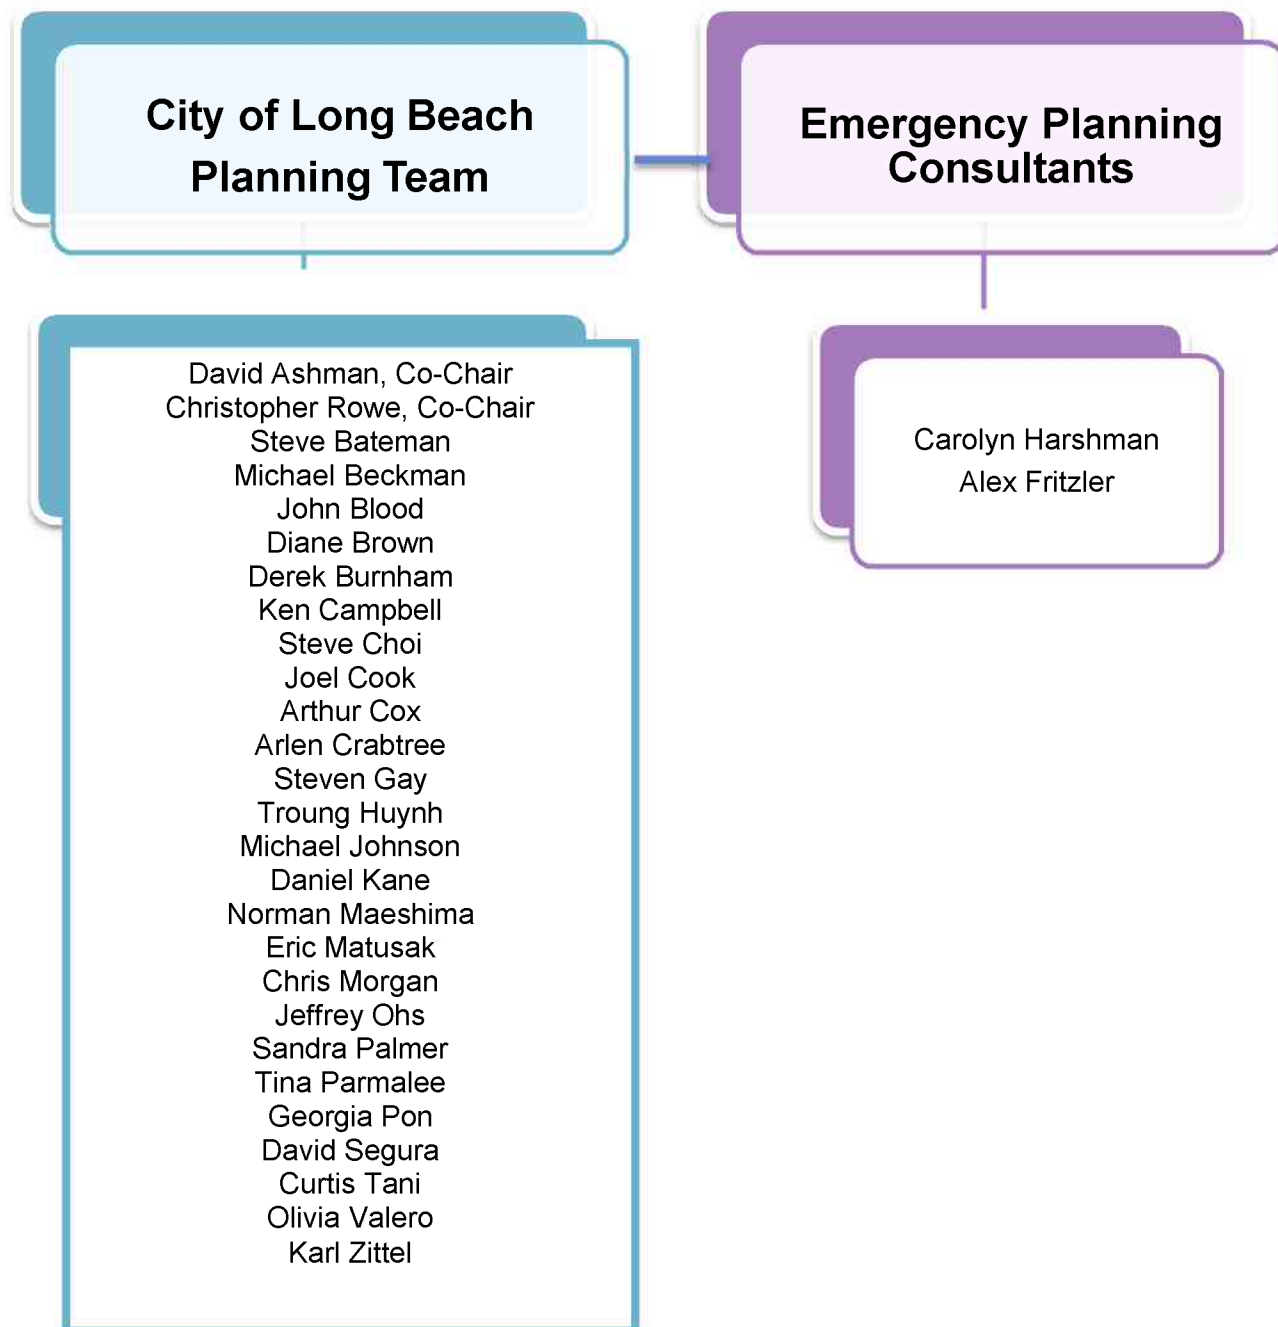 City of Long Beach
Planning Team
Emergency Planning
Consultants
David Ashman, Co-Chair
Christopher Rowe, Co-Chair
Steve Bateman
Michael Beckman
John Blood
Diane Brown
Derek Burnham
Ken Campbell
Steve Choi
Joel Cook
Arthur Cox
Arlen Crabtree
Steven Gay
Troung Huynh
Michael Johnson
Daniel Kane
Norman Maeshima
Eric Matusak
Chris Morgan
Jeffrey Ohs
Sandra Palmer
Tina Parmalee
Georgia Pon
David Segura
Curtis Tani
Olivia Valero
Karl Zittel
Carolyn Harshman
Alex Fritzler